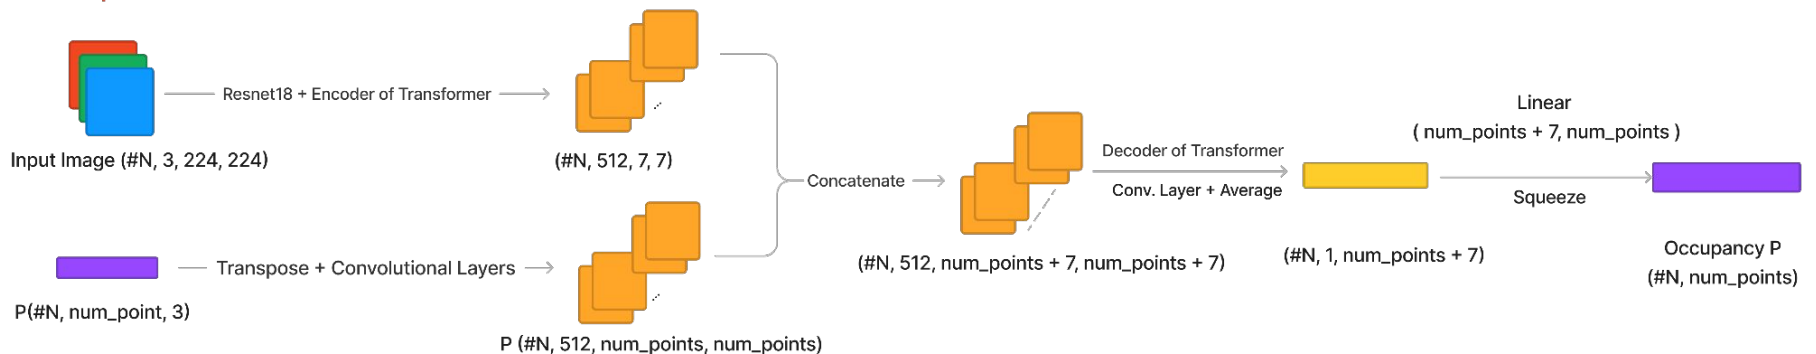 Resnet18 + Encoder of Transformer
Input Image (#N, 3, 224, 224)
(#N, 512, 7, 7)
Transpose + Convolutional Layers
P(#N, num_point, 3)
P (#N, 512, num_points, num_points)
Concatenate
(#N, 512, num_points + 7, num_points + 7)
Decoder of Transformer
Conv. Layer + Average
(#N, 1, num_points + 7)
Linear
( num_points + 7, num_points )
Squeeze
Occupancy P
(#N, num_points)